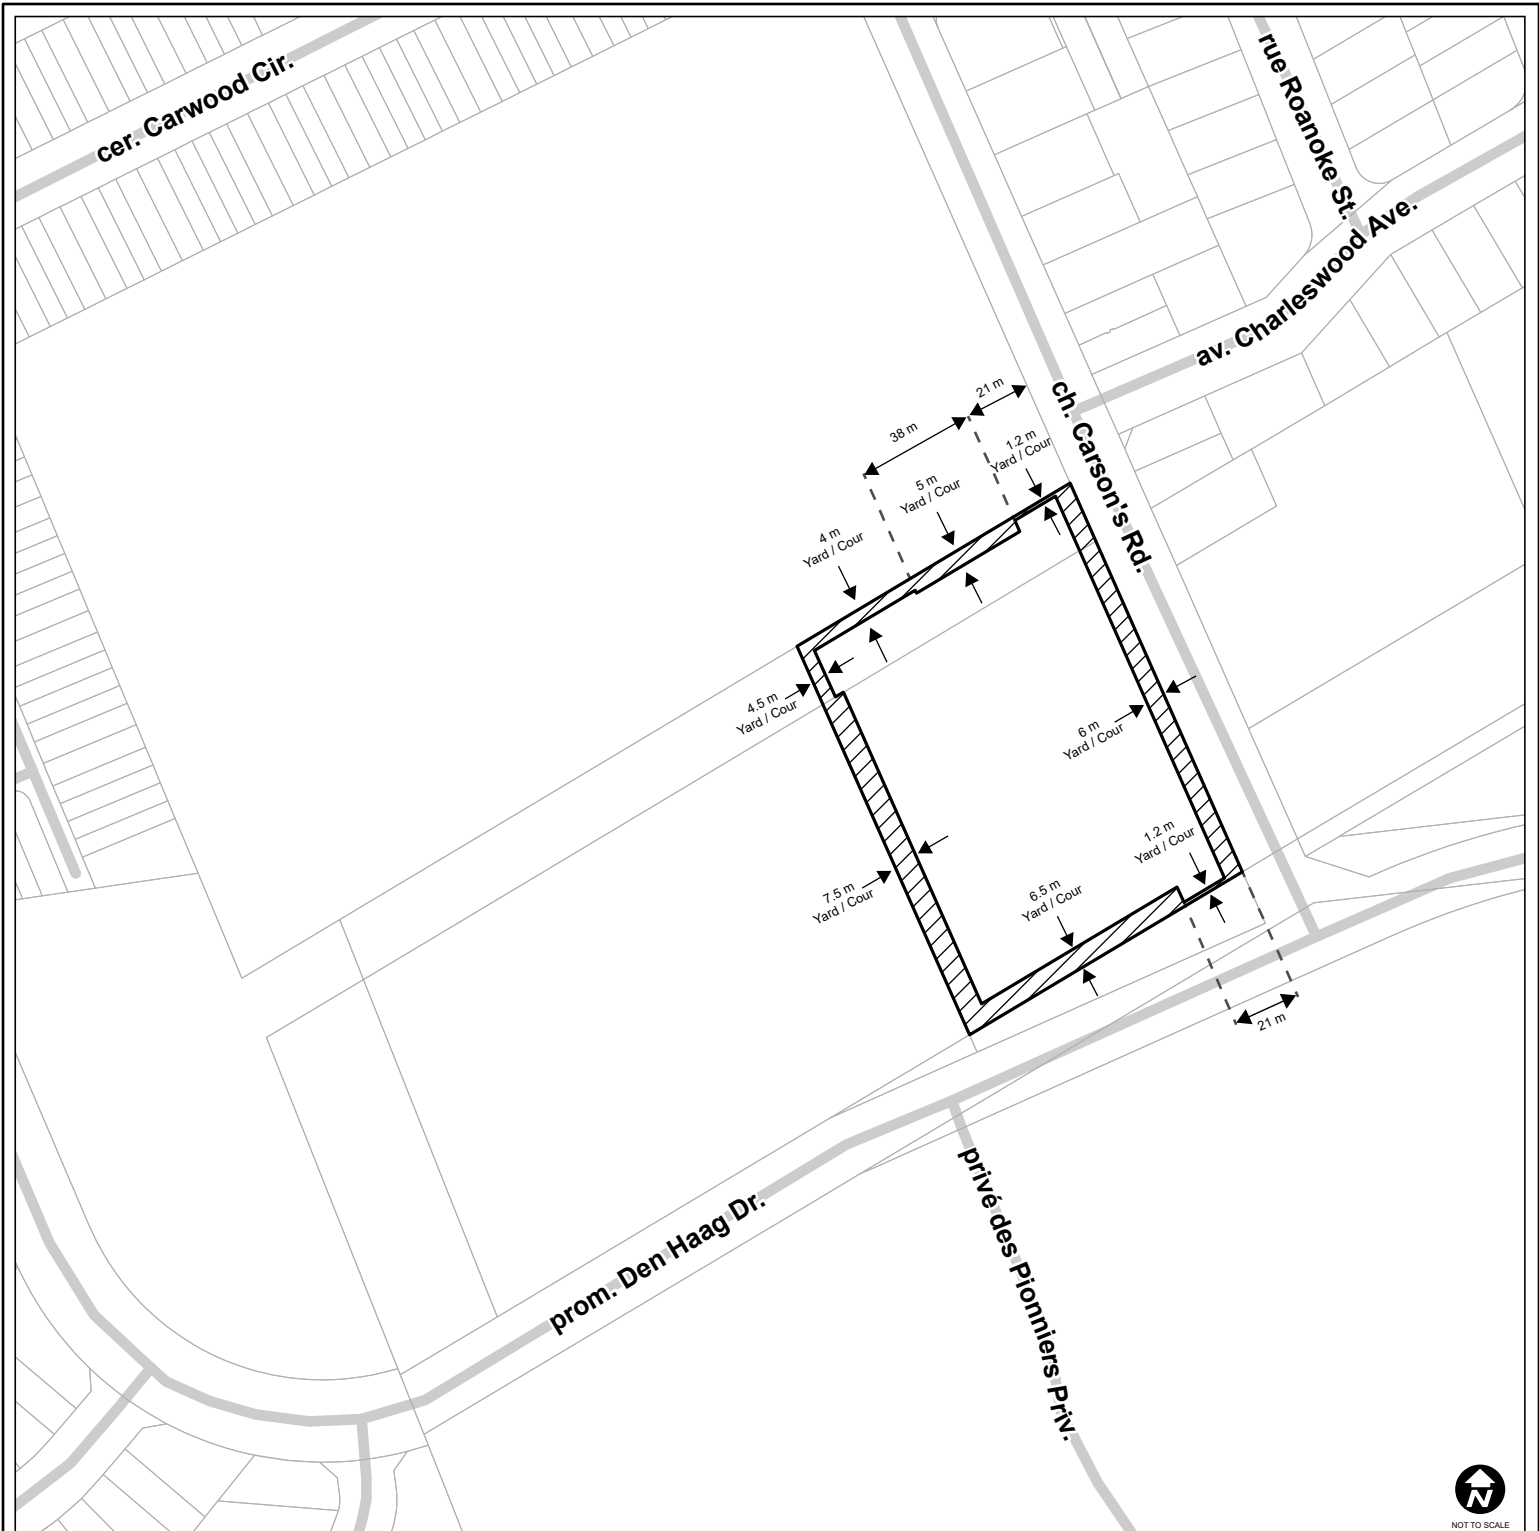 cer. Carwood Cir.
rue Roanoke St.
av. Charleswood Ave.
ch. Carson's Rd.
21 m
38 m
1.2 m
Yard / Cour
5 m
Yard / Cour
4 m
Yard / Cour
4.5 m
Yard / Cour
6 m
Yard / Cour
1.2 m
Yard / Cour
6.5 m
Yard / Cour
7.5 m
Yard / Cour
21 m
prom. Den Haag Dr.
privé des Pionniers Priv.
N
NOT TO SCALE